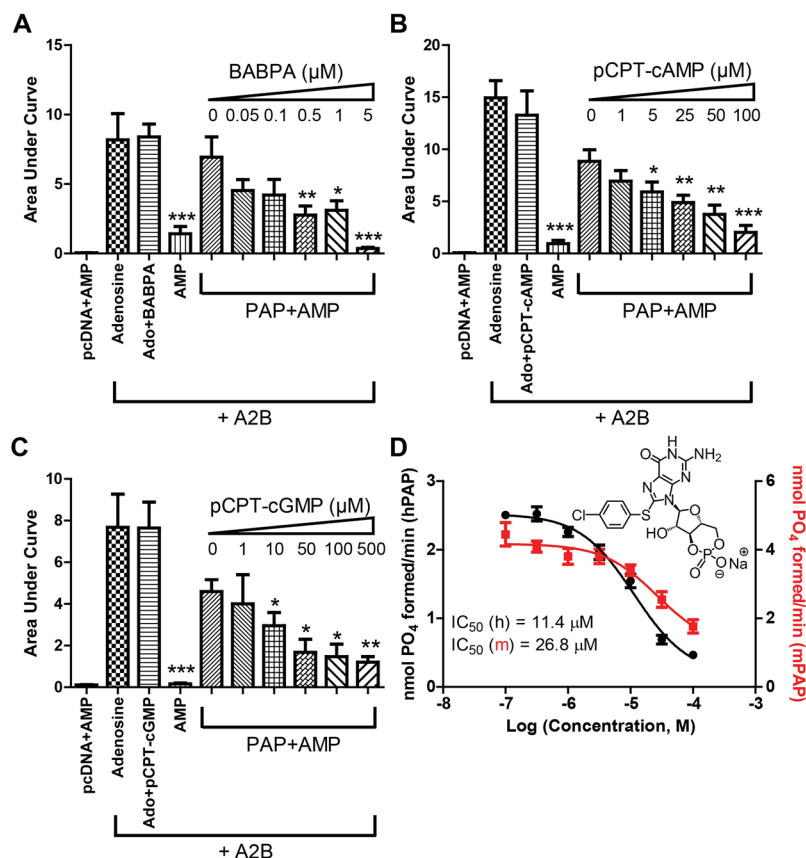 A
BABPA (µM)
0 0.05 0.1 0.5 1 5
Area Under Curve
15
10
5
0
***
**
*
***
pcDNA+AMP
Adenosine
Ado+BABPA
AMP
PAP+AMP
+ A2B
B
pCPT-cAMP (µM)
0 1 5 25 50 100
Area Under Curve
20
15
10
5
0
***
*
**
**
***
pcDNA+AMP
Adenosine
Ado+pCPT-cAMP
AMP
PAP+AMP
+ A2B
C
pCPT-cGMP (µM)
0 1 10 50 100 500
Area Under Curve
10
8
6
4
2
0
***
*
*
*
**
pcDNA+AMP
Adenosine
Ado+pCPT-cGMP
AMP
PAP+AMP
+ A2B
D
nmol PO4 formed/min (hPAP)
3
2
1
0
nmol PO4 formed/min (mPAP)
6
4
2
0
O
H
N
NH2
N
N
N
Cl
S
O
HO
O
O
P
O
O
⊖
Na
⊕
IC50 (h) = 11.4 µM
IC50 (m) = 26.8 µM
-8 -7 -6 -5 -4 -3
Log (Concentration, M)